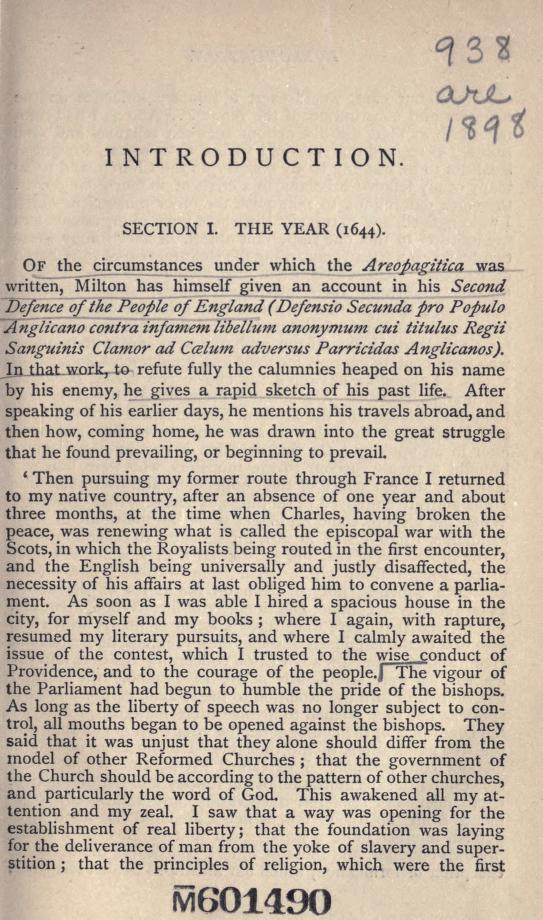 938
are
1898
INTRODUCTION.
SECTION I. THE YEAR (1644).
OF the circumstances under which the Areopagitica was
written, Milton has himself given an account in his Second
Defence of the People of England (Defensio Secunda pro Populo
Anglicano contra infamem libellum anonymum cui titulus Regii
Sanguinis Clamor ad Cælum adversus Parricidas Anglicanos).
In that work, to refute fully the calumnies heaped on his name
by his enemy, he gives a rapid sketch of his past life. After
speaking of his earlier days, he mentions his travels abroad, and
then how, coming home, he was drawn into the great struggle
that he found prevailing, or beginning to prevail.
‘Then pursuing my former route through France I returned
to my native country, after an absence of one year and about
three months, at the time when Charles, having broken the
peace, was renewing what is called the episcopal war with the
Scots, in which the Royalists being routed in the first encounter,
and the English being universally and justly disaffected, the
necessity of his affairs at last obliged him to convene a parlia-
ment. As soon as I was able I hired a spacious house in the
city, for myself and my books; where I again, with rapture,
resumed my literary pursuits, and where I calmly awaited the
issue of the contest, which I trusted to the wise conduct of
Providence, and to the courage of the people. The vigour of
the Parliament had begun to humble the pride of the bishops.
As long as the liberty of speech was no longer subject to con-
trol, all mouths began to be opened against the bishops. They
said that it was unjust that they alone should differ from the
model of other Reformed Churches; that the government of
the Church should be according to the pattern of other churches,
and particularly the word of God. This awakened all my at-
tention and my zeal. I saw that a way was opening for the
establishment of real liberty; that the foundation was laying
for the deliverance of man from the yoke of slavery and super-
stition; that the principles of religion, which were the first
M601490